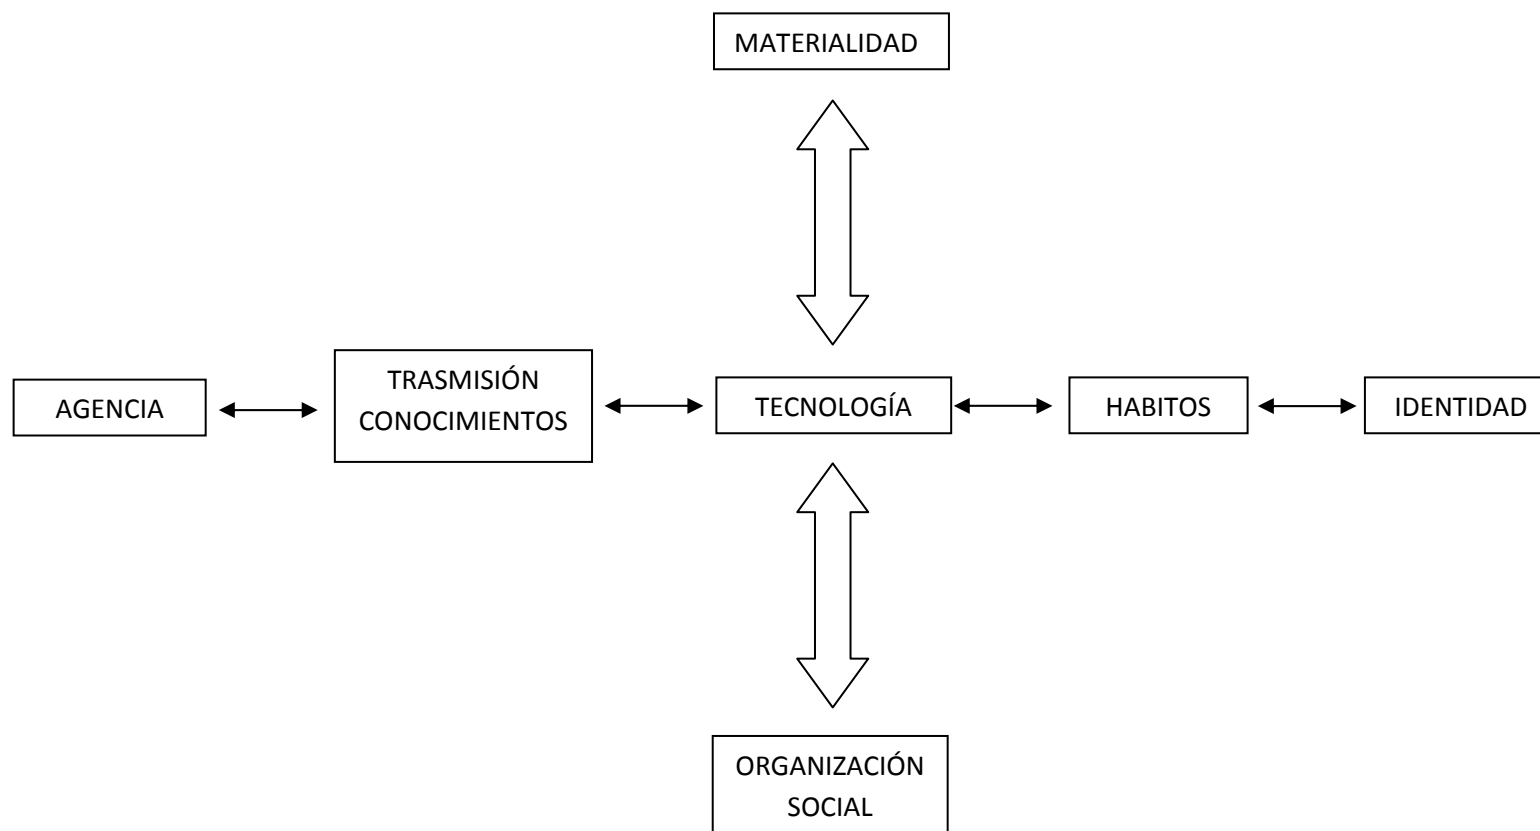 MATERIALIDAD
AGENCIA
TRASMISIÓN
CONOCIMIENTOS
TECNOLOGÍA
HABITOS
IDENTIDAD
ORGANIZACIÓN
SOCIAL